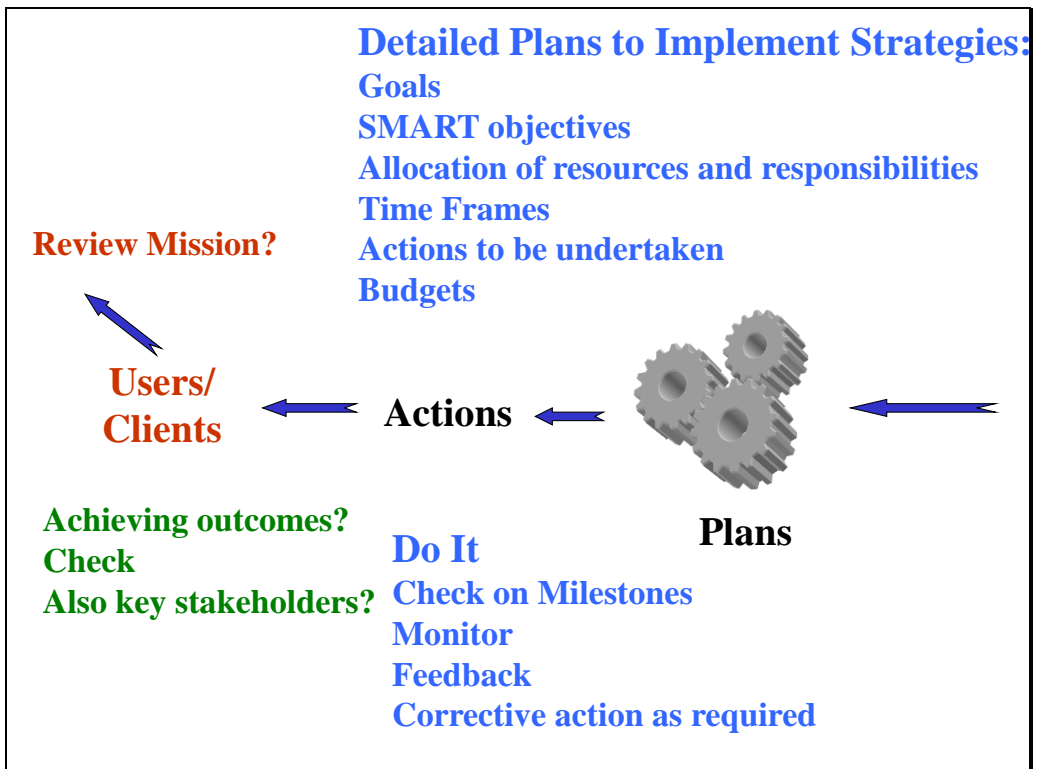 Detailed Plans to Implement Strategies:
Goals
SMART objectives
Allocation of resources and responsibilities
Time Frames
Actions to be undertaken
Budgets
Review Mission?
Users/
Clients
Actions
Plans
Achieving outcomes?
Check
Also key stakeholders?
Do It
Check on Milestones
Monitor
Feedback
Corrective action as required